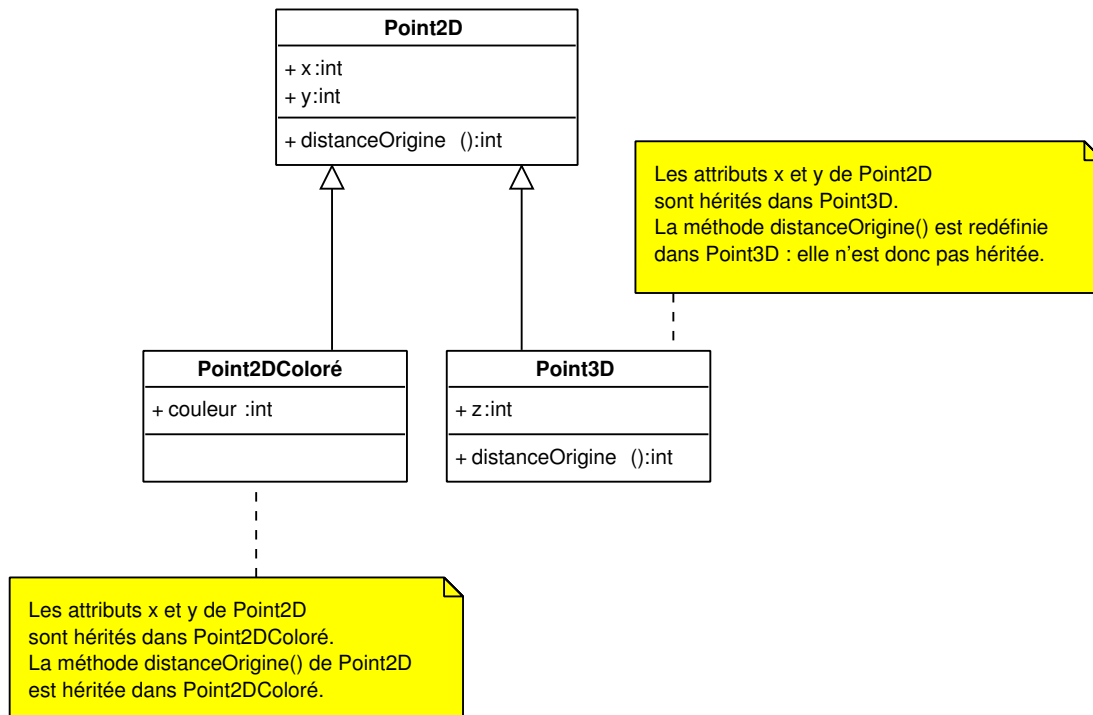 Point2D
+ x:int
+ y:int
+ distanceOrigine ():int
Les attributs x et y de Point2D
sont hérités dans Point3D.
La méthode distanceOrigine() est redéfinie
dans Point3D : elle n'est donc pas héritée.
Point2DColoré
+ couleur :int
Point3D
+ z:int
+ distanceOrigine ():int
Les attributs x et y de Point2D
sont hérités dans Point2DColoré.
La méthode distanceOrigine() de Point2D
est héritée dans Point2DColoré.